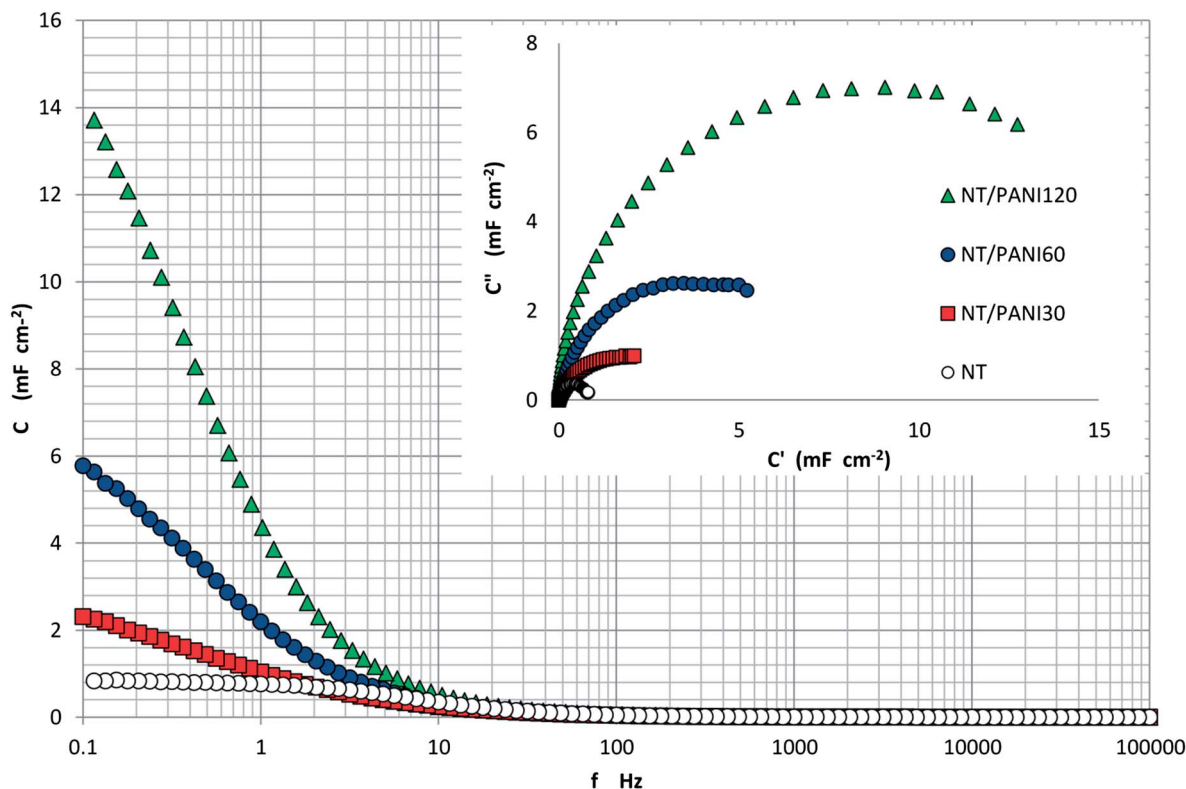 16
14
12
10
8
6
4
2
0
C (mF cm-²)
0.1 1 10 100 1000 10000 100000
f Hz
8
6
4
2
0
C'' (mF cm-²)
0 5 10 15
C' (mF cm-²)
NT/PANI120
NT/PANI60
NT/PANI30
NT